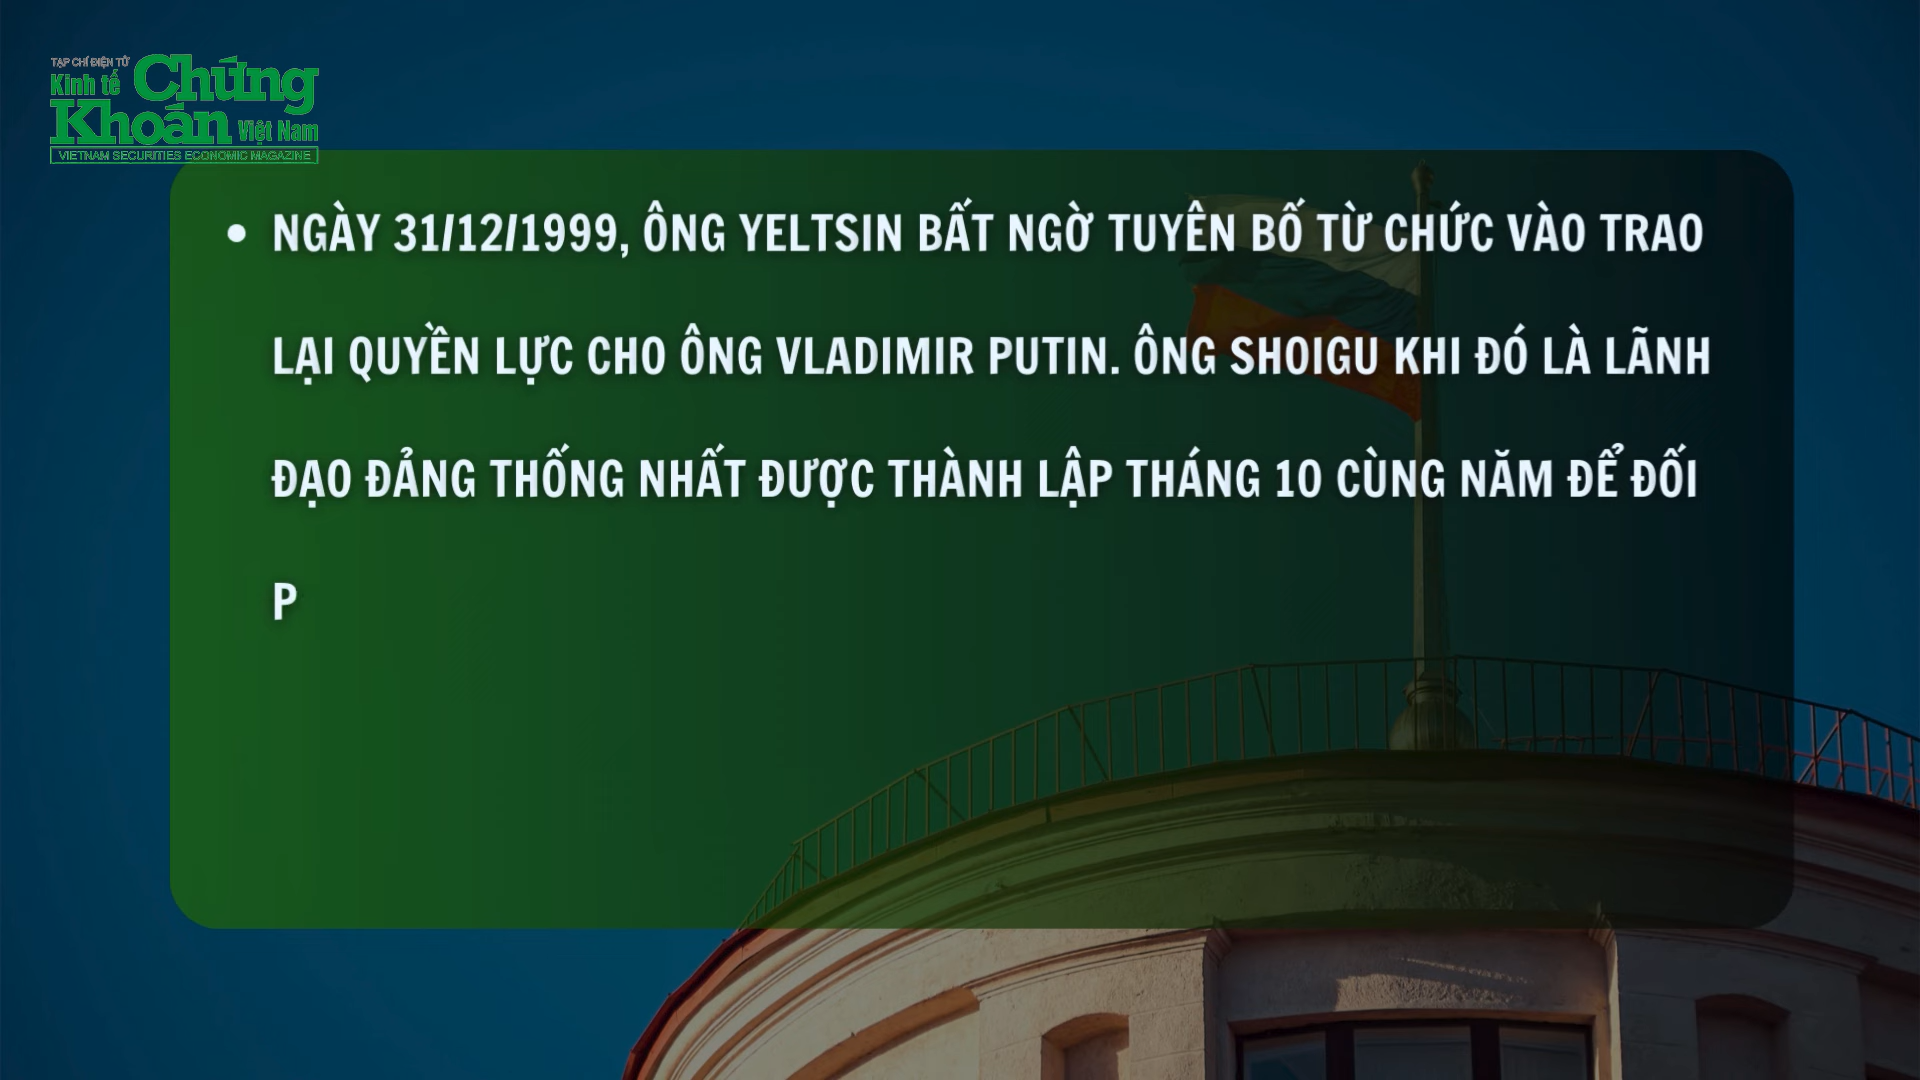 TẠP CHÍ ĐIỆN TỬ
Kinh tế Chứng
Khoán Việt Nam
VIETNAM SECURITIES ECONOMIC MAGAZINE
• NGÀY 31/12/1999, ÔNG YELTSIN BẤT NGỜ TUYÊN BỐ TỪ CHỨC VÀO TRAO
LẠI QUYỀN LỰC CHO ÔNG VLADIMIR PUTIN. ÔNG SHOIGU KHI ĐÓ LÀ LÃNH
ĐẠO ĐẢNG THỐNG NHẤT ĐƯỢC THÀNH LẬP THÁNG 10 CÙNG NĂM ĐỂ ĐỐI
P